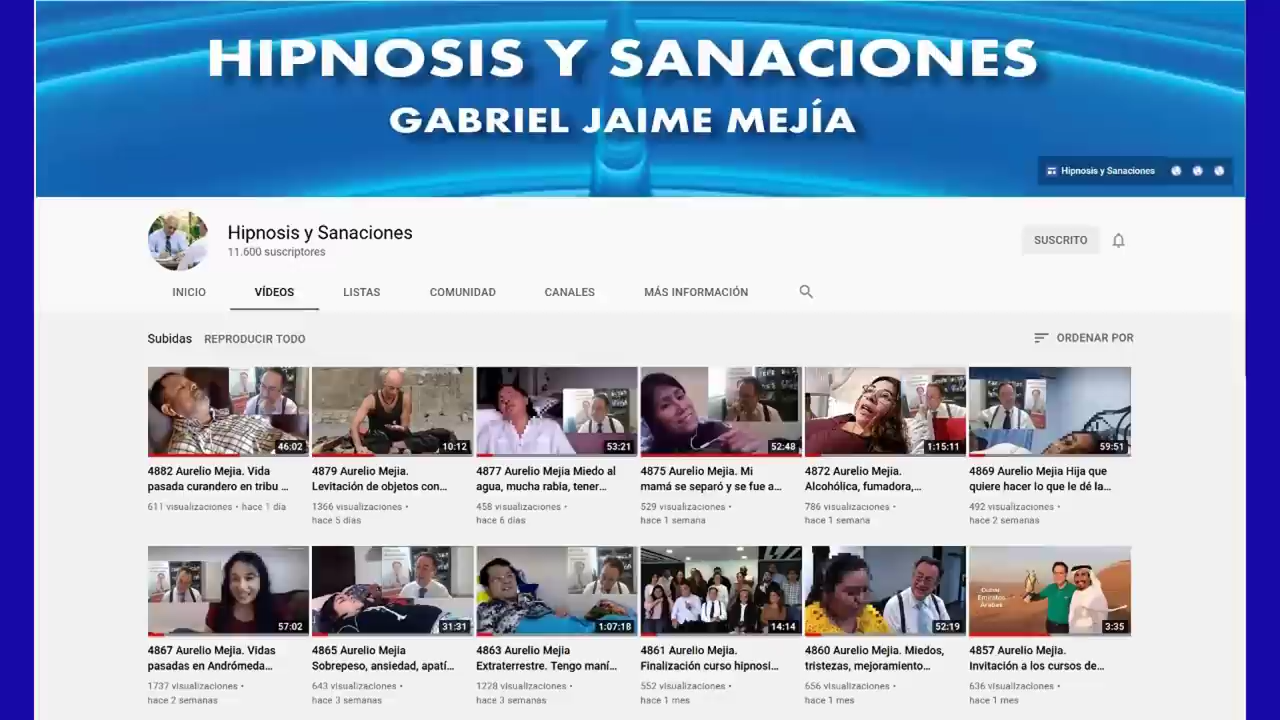 HIPNOSIS Y SANACIONES
GABRIEL JAIME MEJÍA
Hipnosis y Sanaciones
Hipnosis y Sanaciones
11.600 suscriptores
SUSCRITO
INICIO VÍDEOS LISTAS COMUNIDAD CANALES MÁS INFORMACIÓN
Subidas REPRODUCIR TODO ORDENAR POR
46:02 10:12 53:21 52:48 1:15:11 59:51
4882 Aurelio Mejia. Vida
pasada curandero en tribu ...
611 visualizaciones • hace 1 día
4879 Aurelio Mejia.
Levitación de objetos con...
1366 visualizaciones •
hace 5 días
4877 Aurelio Mejia Miedo al
agua, mucha rabia, tener...
458 visualizaciones •
hace 6 días
4875 Aurelio Mejia. Mi
mamá se separó y se fue a...
529 visualizaciones •
hace 1 semana
4872 Aurelio Mejia.
Alcohólica, fumadora,...
786 visualizaciones •
hace 1 semana
4869 Aurelio Mejia Hija que
quiere hacer lo que le dé la...
492 visualizaciones •
hace 2 semanas
Dubai
Emiratos
Arabes
57:02 31:31 1:07:18 14:14 52:19 3:35
4867 Aurelio Mejia. Vidas
pasadas en Andrómeda...
1737 visualizaciones •
hace 2 semanas
4865 Aurelio Mejia
Sobrepeso, ansiedad, apatí...
643 visualizaciones •
hace 3 semanas
4863 Aurelio Mejia
Extraterrestre. Tengo maní...
1228 visualizaciones •
hace 3 semanas
4861 Aurelio Mejia.
Finalización curso hipnosi...
552 visualizaciones •
hace 1 mes
4860 Aurelio Mejia. Miedos,
tristezas, mejoramiento...
656 visualizaciones •
hace 1 mes
4857 Aurelio Mejia.
Invitación a los cursos de...
636 visualizaciones •
hace 1 mes